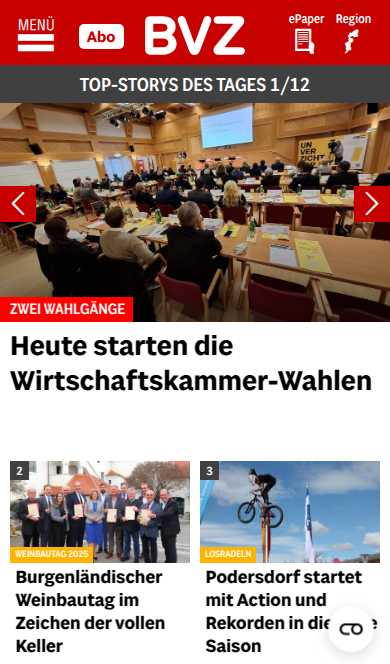 MENÜ
Abo
BVZ
ePaper
Region
TOP-STORYS DES TAGES 1/12
UN
VER
ZICHT
ZWEI WAHLGÄNGE
Heute starten die
Wirtschaftskammer-Wahlen
2
WEINBAUTAG 2025
Burgenländischer
Weinbautag im
Zeichen der vollen
Keller
3
LOSRADELN
Podersdorf startet
mit Action und
Rekorden in die
Saison